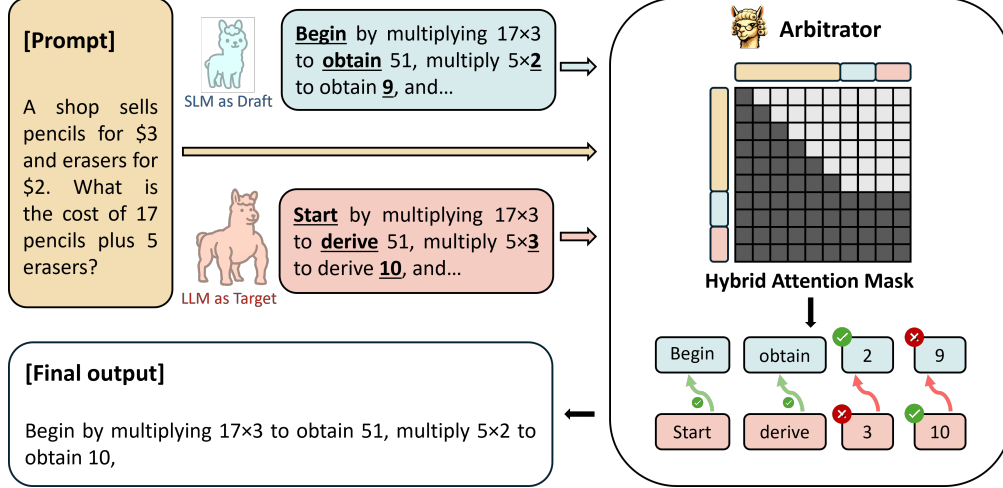 [Prompt]
A shop sells
pencils for $3
and erasers for
$2. What is
the cost of 17
pencils plus 5
erasers?
SLM as Draft
Begin by multiplying 17×3
to obtain 51, multiply 5×2
to obtain 9, and...
LLM as Target
Start by multiplying 17×3
to derive 51, multiply 5×3
to derive 10, and...
Arbitrator
Hybrid Attention Mask
Begin obtain 2 9
Start derive 3 10
[Final output]
Begin by multiplying 17×3 to obtain 51, multiply 5×2 to
obtain 10,